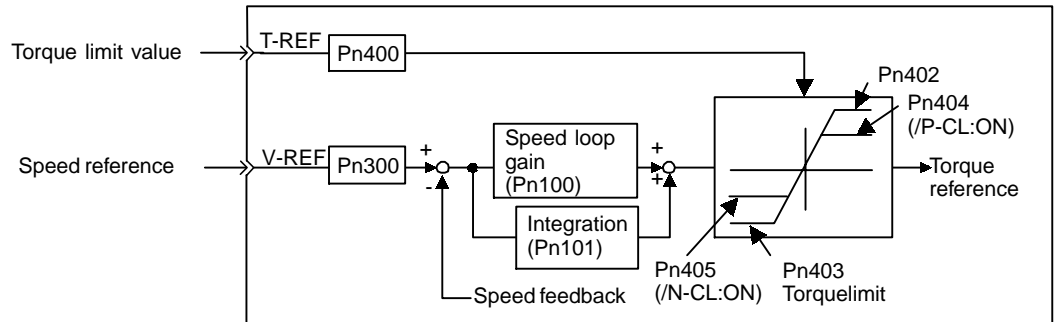 Torque limit value
T-REF
Pn400
Pn402
Pn404
(/P-CL:ON)
Speed reference
V-REF
Pn300
+
-
Speed loop
gain
(Pn100)
+
+
Torque
reference
Integration
(Pn101)
Pn405
(/N-CL:ON)
Pn403
Torquelimit
Speed feedback